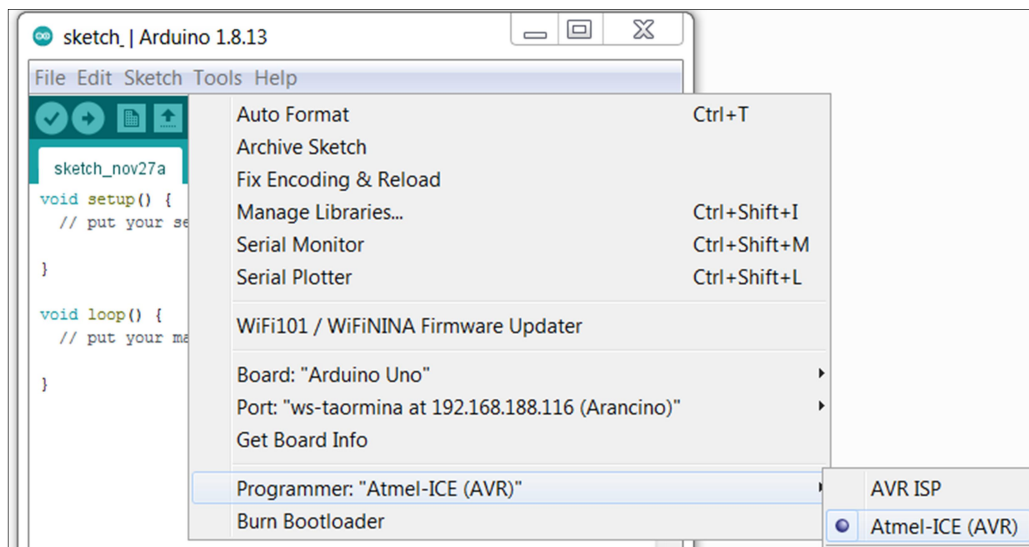 sketch_ | Arduino 1.8.13
File Edit Sketch Tools Help
sketch_nov27a
void setup() {
// put your se
}
void loop() {
// put your ma
}
Auto Format Ctrl+T
Archive Sketch
Fix Encoding & Reload
Manage Libraries... Ctrl+Shift+I
Serial Monitor Ctrl+Shift+M
Serial Plotter Ctrl+Shift+L
WiFi101 / WiFiNINA Firmware Updater
Board: "Arduino Uno"
Port: "ws-taormina at 192.168.188.116 (Arancino)"
Get Board Info
Programmer: "Atmel-ICE (AVR)"
Burn Bootloader
AVR ISP
Atmel-ICE (AVR)